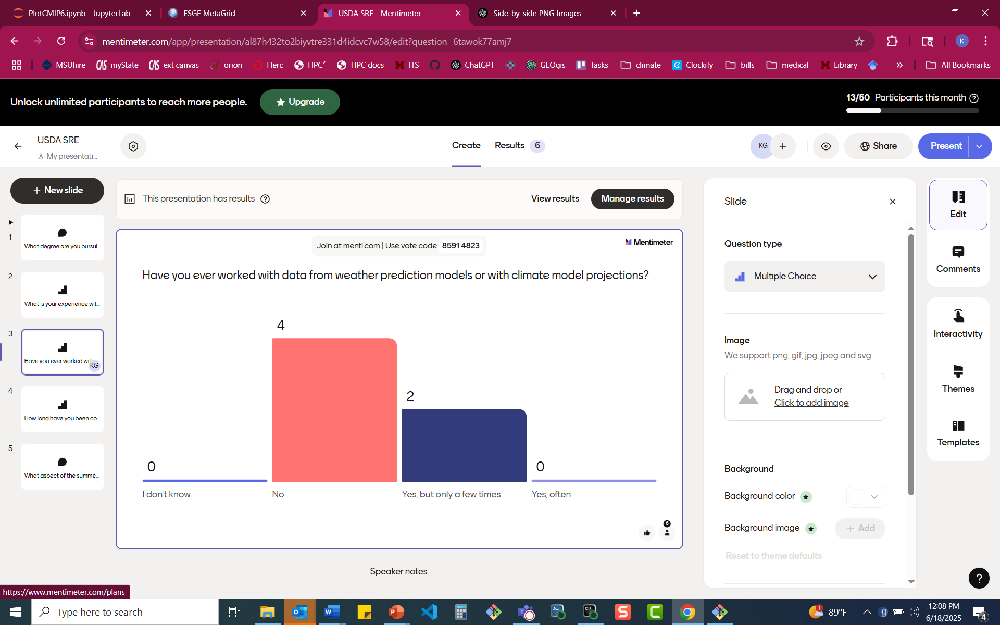 PlotCMIP6.ipynb - JupyterLab
ESGF MetaGrid
USDA SRE - Mentimeter
Side-by-side PNG Images
mentimeter.com/app/presentation/al87h432to2biyvtre331d4idcvc7w58/edit?question=6tawok77amj7
K
MSUhire
myState
ext canvas
orion
Herc
HPC²
HPC docs
ITS
ChatGPT
GEOgis
Tasks
climate
Clockify
bills
medical
Library
All Bookmarks
Unlock unlimited participants to reach more people.
Upgrade
13/50 Participants this month
USDA SRE
My presentati...
Create
Results 6
KG
Share
Present
New slide
This presentation has results
View results
Manage results
1
What degree are you pursui...
2
What is your experience wit...
3
Have you ever worked wit
KG
4
How long have you been co...
5
What aspect of the summe...
Join at menti.com | Use vote code 8591 4823
Mentimeter
Have you ever worked with data from weather prediction models or with climate model projections?
4
2
0
0
I don't know
No
Yes, but only a few times
Yes, often
6
Speaker notes
Slide
Question type
Multiple Choice
Image
We support png, gif, jpg, jpeg and svg
Drag and drop or
Click to add image
Background
Background color
Background image
Add
Reset to theme defaults
Edit
Comments
Interactivity
Themes
Templates
?
https://www.mentimeter.com/plans
Type here to search
1
89°F
12:08 PM
6/18/2025
4